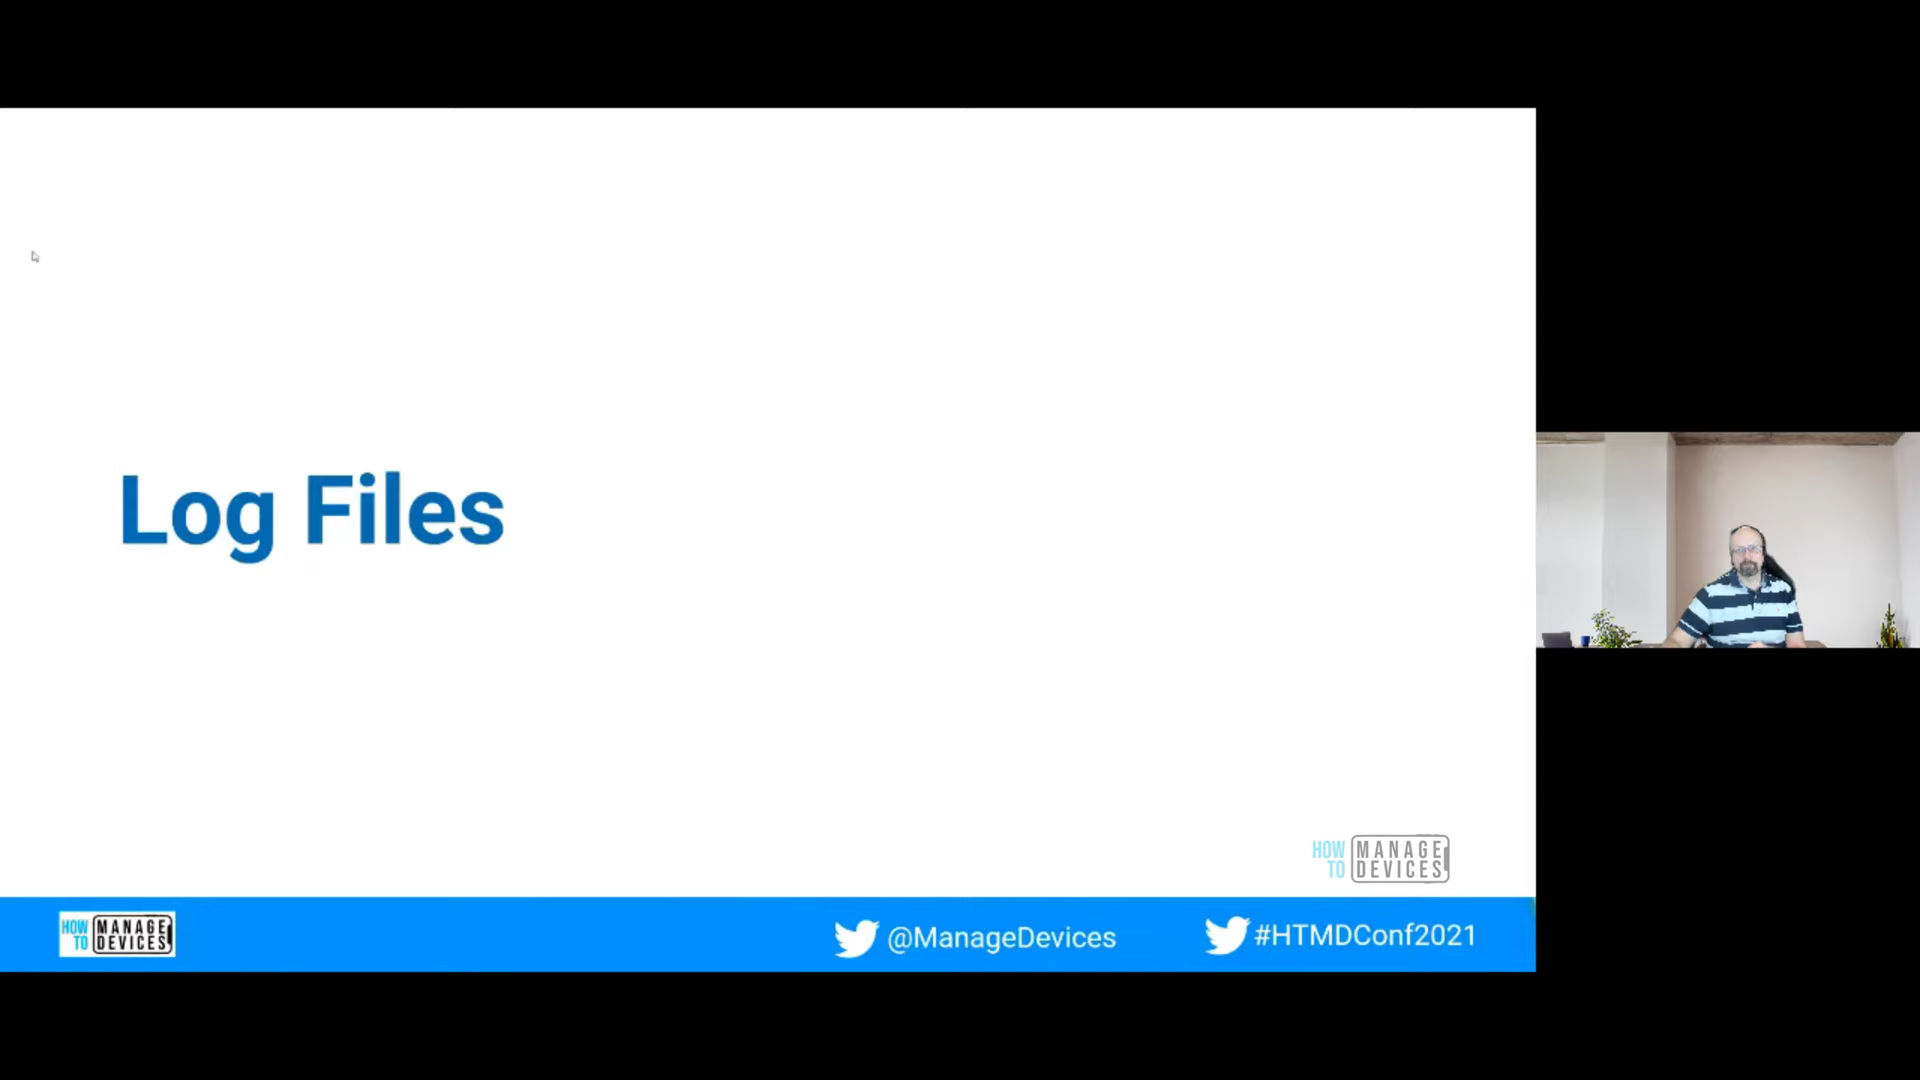 Log Files
HOW MANAGE
TO DEVICES
HOW MANAGE
TO DEVICES
@ManageDevices
#HTMDConf2021